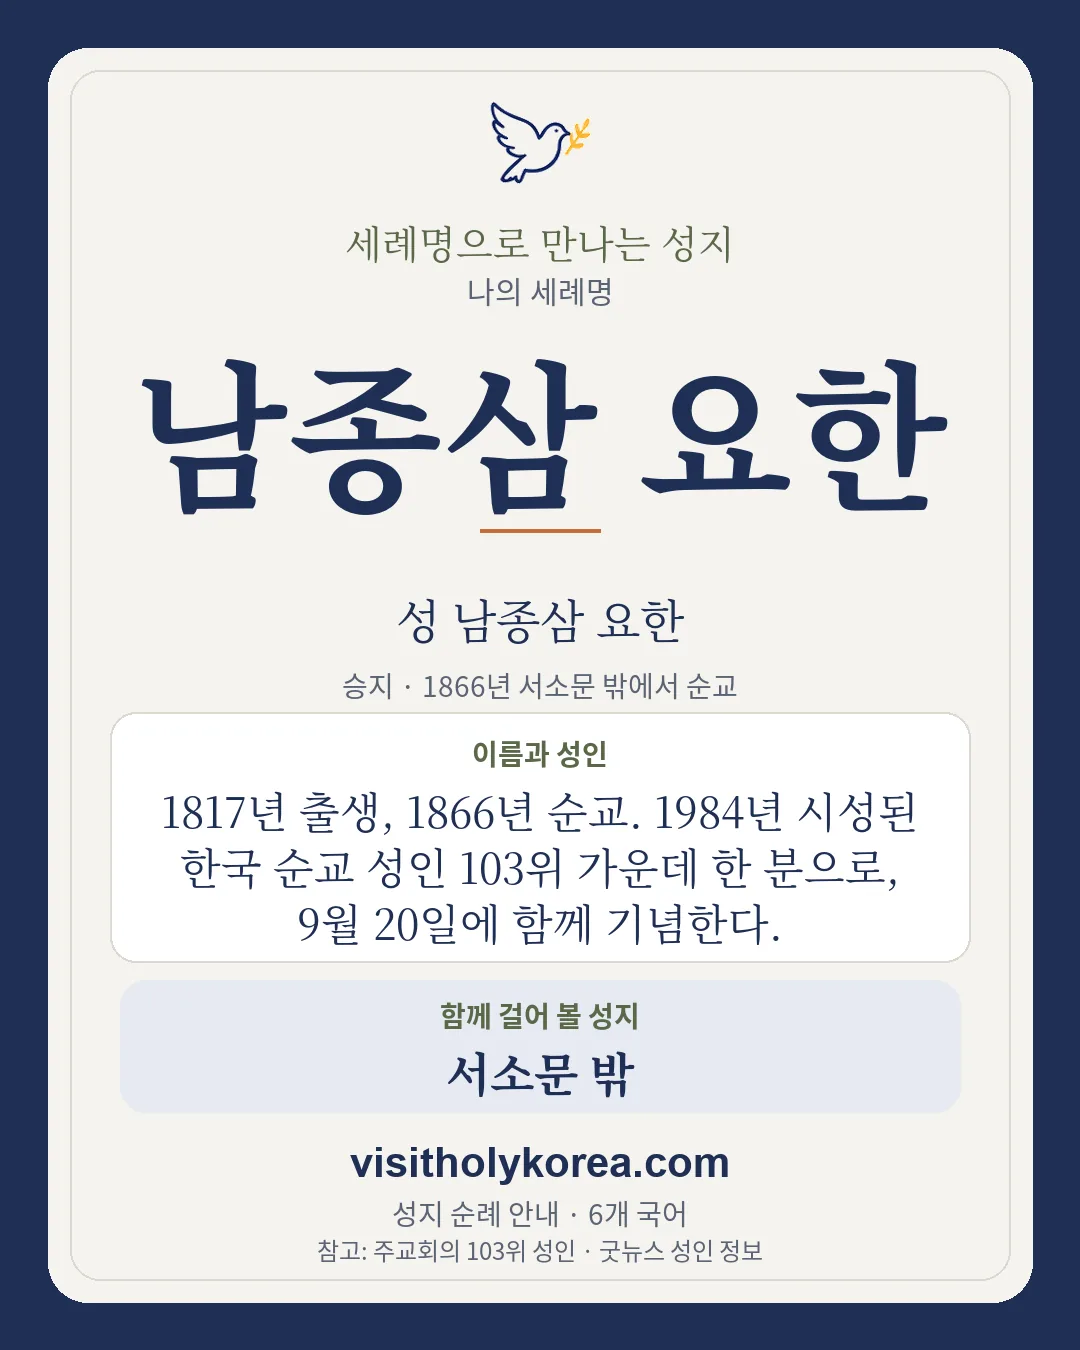 세례명으로 만나는 성지
나의 세례명
남종삼 요한
성 남종삼 요한
승지 · 1866년 서소문 밖에서 순교
이름과 성인
1817년 출생, 1866년 순교. 1984년 시성된
한국 순교 성인 103위 가운데 한 분으로,
9월 20일에 함께 기념한다.
함께 걸어 볼 성지
서소문 밖
visitholykorea.com
성지 순례 안내 · 6개 국어
참고: 주교회의 103위 성인 · 굿뉴스 성인 정보